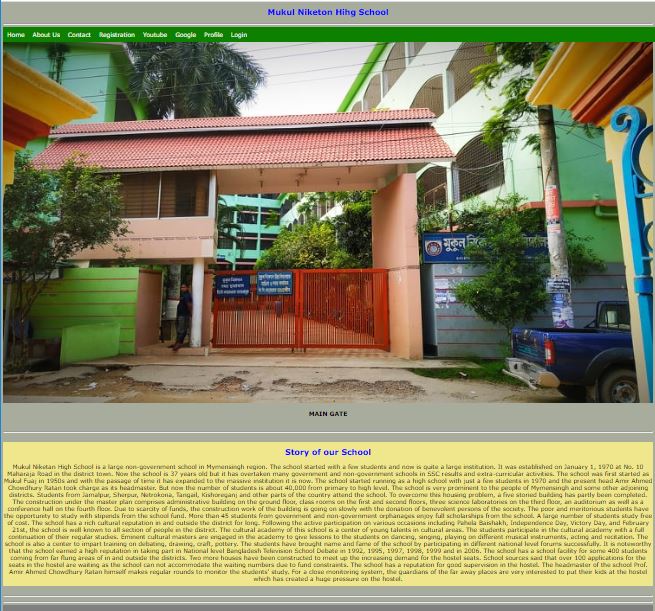 Mukul Niketon Hihg School
Home About Us Contact Registration Youtube Google Profile Login
মুকুল
MAIN GATE
Story of our School
Mukul Niketan High School is a large non-government school in Mymensingh region. The school started with a few students and now is quite a large institution. It was established on January 1, 1970 at No. 10
Maharaja Road in the district town. Now the school is 37 years old but it has overtaken many government and non-government schools in SSC results and extra-curricular activities. The school was first started as
Mukul Fuaj in 1950s and with the passage of time it has expanded to the massive institution it is now. The school started running as a high school with just a few students in 1970 and the present head Amir Ahmed
Chowdhury Ratan took charge as its headmaster. But now the number of students is about 40,000 from primary to high level. The school is very prominent to the people of Mymensingh and some other adjoining
districts. Students from Jamalpur, Sherpur, Netrokona, Tangail, Kishoreganj and other parts of the country attend the school. To overcome this housing problem, a five storied building has partly been completed.
The construction under the master plan comprises administrative building on the ground floor, class rooms on the first and second floors, three science laboratories on the third floor, an auditorium as well as a
conference hall on the fourth floor. Due to scarcity of funds, the construction work of the building is going on slowly with the donation of benevolent persons of the society. The poor and meritorious students have
the opportunity to study with stipends from the school fund. More than 45 students from government and non-government orphanages enjoy full scholarships from the school. A large number of students study free
of cost. The school has a rich cultural reputation in and outside the district for long. Following the active participation on various occasions including Pahela Baishakh, Independence Day, Victory Day, and February
21st, the school is well known to all section of people in the district. The cultural academy of this school is a center of young talents in cultural areas. The students participate in the cultural academy with a full
continuation of their regular studies. Eminent cultural masters are engaged in the academy to give lessons to the students on dancing, singing, playing on different musical instruments, acting and recitation. The
school is also a center to impart training on debating, drawing, craft, pottery. The students have brought name and fame of the school by participating in different national level forums successfully. It is noteworthy
that the school earned a high reputation in taking part in National level Bangladesh Television School Debate in 1992, 1995, 1997, 1998, 1999 and in 2006. The school has a school facility for some 400 students
coming from far flung areas of in and outside the districts. Two more houses have been constructed to meet up the increasing demand for the hostel space. School sources said that over 100 applications for the
seats in the hostel are waiting as the school can not accommodate the waiting numbers due to fund constraints. The school has a reputation for good supervision in the hostel. The headmaster of the school Prof.
Amir Ahmed Chowdhury Ratan himself makes regular rounds to monitor the students' study. For a close monitoring system, the guardians of the far away places are very interested to put their kids at the hostel
which has created a huge pressure on the hostel.